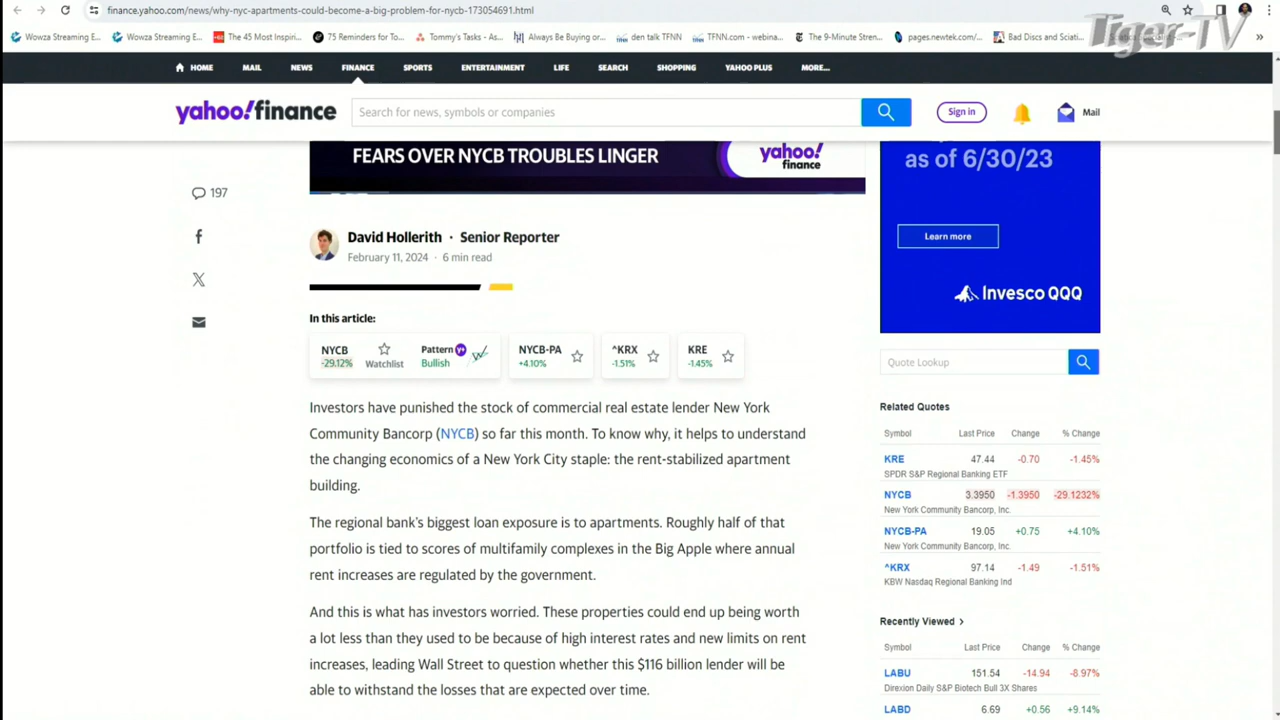 finance.yahoo.com/news/why-nyc-apartments-could-become-a-big-problem-for-nycb-173054691.html
Wowza Streaming E... Wowza Streaming E... The 45 Most Inspiri... 75 Reminders for To... Tommy's Tasks - As... Always Be Buying or... den talk TFNN TFNN.com - webina... The 9-Minute Stren... pages.newtek.com/... Bad Discs and Sciati... »
Tiger-TV
HOME MAIL NEWS FINANCE SPORTS ENTERTAINMENT LIFE SEARCH SHOPPING YAHOO PLUS MORE...
yahoo!finance Search for news, symbols or companies Sign in Mail
FEARS OVER NYCB TROUBLES LINGER yahoo! finance
as of 6/30/23
Learn more
Invesco QQQ
197
David Hollerith · Senior Reporter
February 11, 2024 · 6 min read
In this article:
NYCB -29.12% Watchlist Pattern Y+ Bullish
NYCB-PA +4.10%
^KRX -1.51%
KRE -1.45%
Investors have punished the stock of commercial real estate lender New York
Community Bancorp (NYCB) so far this month. To know why, it helps to understand
the changing economics of a New York City staple: the rent-stabilized apartment
building.
The regional bank's biggest loan exposure is to apartments. Roughly half of that
portfolio is tied to scores of multifamily complexes in the Big Apple where annual
rent increases are regulated by the government.
And this is what has investors worried. These properties could end up being worth
a lot less than they used to be because of high interest rates and new limits on rent
increases, leading Wall Street to question whether this $116 billion lender will be
able to withstand the losses that are expected over time.
Quote Lookup
Related Quotes
Symbol Last Price Change % Change
KRE 47.44 -0.70 -1.45%
SPDR S&P Regional Banking ETF
NYCB 3.3950 -1.3950 -29.1232%
New York Community Bancorp, Inc.
NYCB-PA 19.05 +0.75 +4.10%
New York Community Bancorp, Inc.
^KRX 97.14 -1.49 -1.51%
KBW Nasdaq Regional Banking Ind
Recently Viewed >
Symbol Last Price Change % Change
LABU 151.54 -14.94 -8.97%
Direxion Daily S&P Biotech Bull 3X Shares
LABD 6.69 +0.56 +9.14%